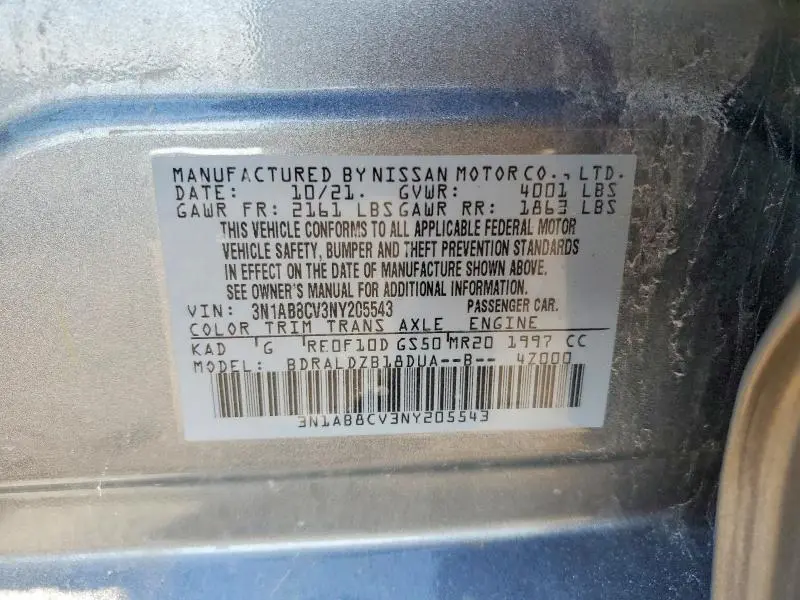 MANUFACTURED BY NISSAN MOTOR CO., LTD.
DATE: 10/21. GVWR: 4001 LBS
GAWR FR: 2161 LBS GAWR RR: 1863 LBS
THIS VEHICLE CONFORMS TO ALL APPLICABLE FEDERAL MOTOR
VEHICLE SAFETY, BUMPER AND THEFT PREVENTION STANDARDS
IN EFFECT ON THE DATE OF MANUFACTURE SHOWN ABOVE.
SEE OWNER'S MANUAL FOR ADDITIONAL INFORMATION.
VIN: 3N1AB8CV3NY205543 PASSENGER CAR.
COLOR TRIM TRANS AXLE ENGINE
KAD G RE0F10D GS50 MR20 1997 CC
MODEL: BDRALDZB18DUA--B-- 4Z000
3N1AB8CV3NY205543